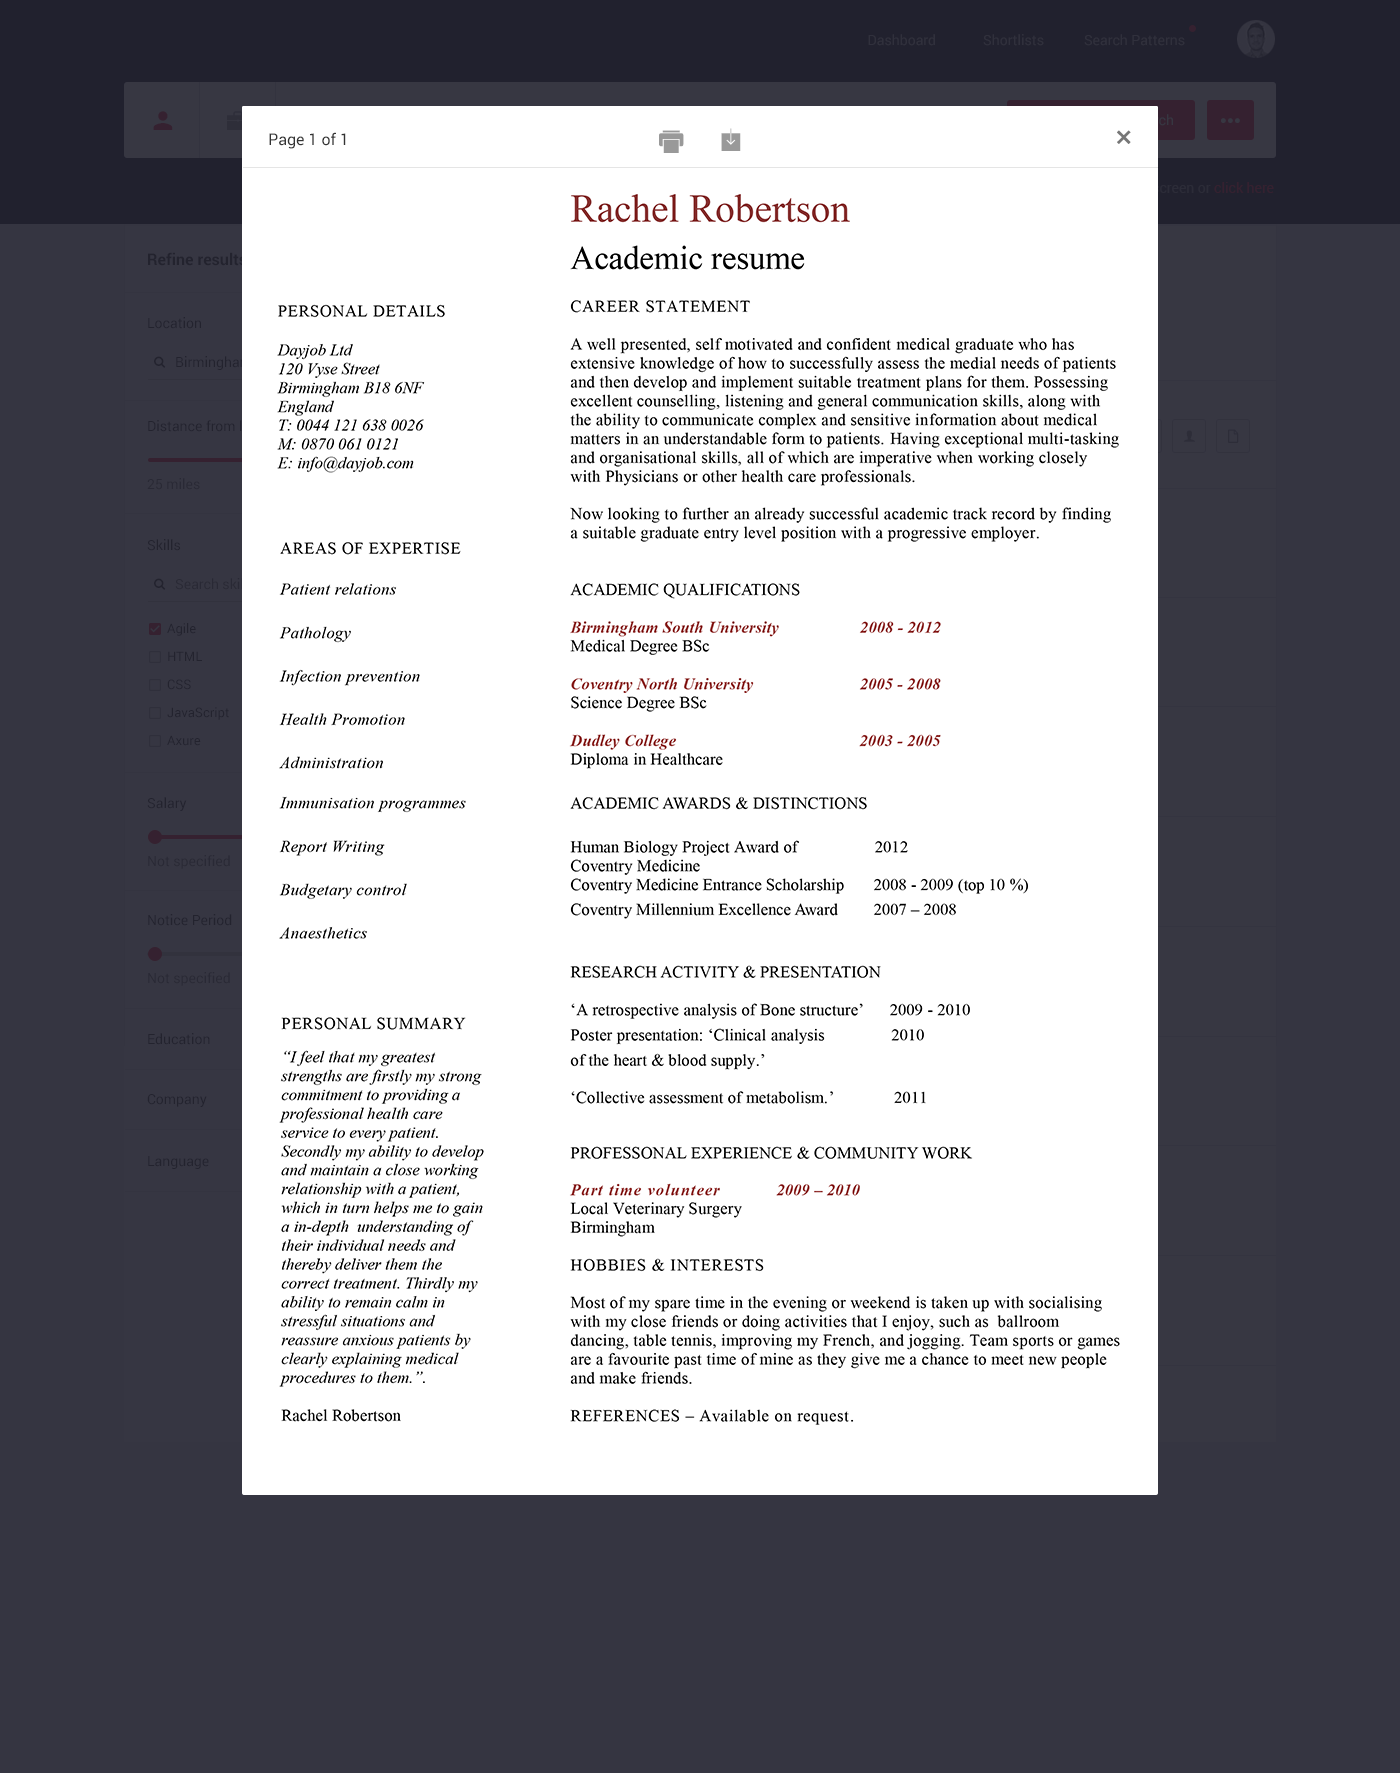 Dashboard
Shortlists
Search Patterns
click here
Refine results
Location
Distance from
25 miles
Skills
Agile
HTML
CSS
JavaScript
Axure
Salary
Not specified
Notice Period
Not specified
Education
Company
Language
Page 1 of 1
Rachel Robertson
Academic resume
PERSONAL DETAILS
Dayjob Ltd
120 Vyse Street
Birmingham B18 6NF
England
T: 0044 121 638 0026
M: 0870 061 0121
E: info@dayjob.com
AREAS OF EXPERTISE
Patient relations
Pathology
Infection prevention
Health Promotion
Administration
Immunisation programmes
Report Writing
Budgetary control
Anaesthetics
PERSONAL SUMMARY
“I feel that my greatest
strengths are firstly my strong
commitment to providing a
professional health care
service to every patient.
Secondly my ability to develop
and maintain a close working
relationship with a patient,
which in turn helps me to gain
a in-depth understanding of
their individual needs and
thereby deliver them the
correct treatment. Thirdly my
ability to remain calm in
stressful situations and
reassure anxious patients by
clearly explaining medical
procedures to them.”.
Rachel Robertson
CAREER STATEMENT
A well presented, self motivated and confident medical graduate who has
extensive knowledge of how to successfully assess the medial needs of patients
and then develop and implement suitable treatment plans for them. Possessing
excellent counselling, listening and general communication skills, along with
the ability to communicate complex and sensitive information about medical
matters in an understandable form to patients. Having exceptional multi-tasking
and organisational skills, all of which are imperative when working closely
with Physicians or other health care professionals.
Now looking to further an already successful academic track record by finding
a suitable graduate entry level position with a progressive employer.
ACADEMIC QUALIFICATIONS
Birmingham South University 2008 - 2012
Medical Degree BSc
Coventry North University 2005 - 2008
Science Degree BSc
Dudley College 2003 - 2005
Diploma in Healthcare
ACADEMIC AWARDS & DISTINCTIONS
Human Biology Project Award of 2012
Coventry Medicine
Coventry Medicine Entrance Scholarship 2008 - 2009 (top 10 %)
Coventry Millennium Excellence Award 2007 – 2008
RESEARCH ACTIVITY & PRESENTATION
‘A retrospective analysis of Bone structure’ 2009 - 2010
Poster presentation: ‘Clinical analysis 2010
of the heart & blood supply.’
‘Collective assessment of metabolism.’ 2011
PROFESSONAL EXPERIENCE & COMMUNITY WORK
Part time volunteer 2009 – 2010
Local Veterinary Surgery
Birmingham
HOBBIES & INTERESTS
Most of my spare time in the evening or weekend is taken up with socialising
with my close friends or doing activities that I enjoy, such as ballroom
dancing, table tennis, improving my French, and jogging. Team sports or games
are a favourite past time of mine as they give me a chance to meet new people
and make friends.
REFERENCES – Available on request.